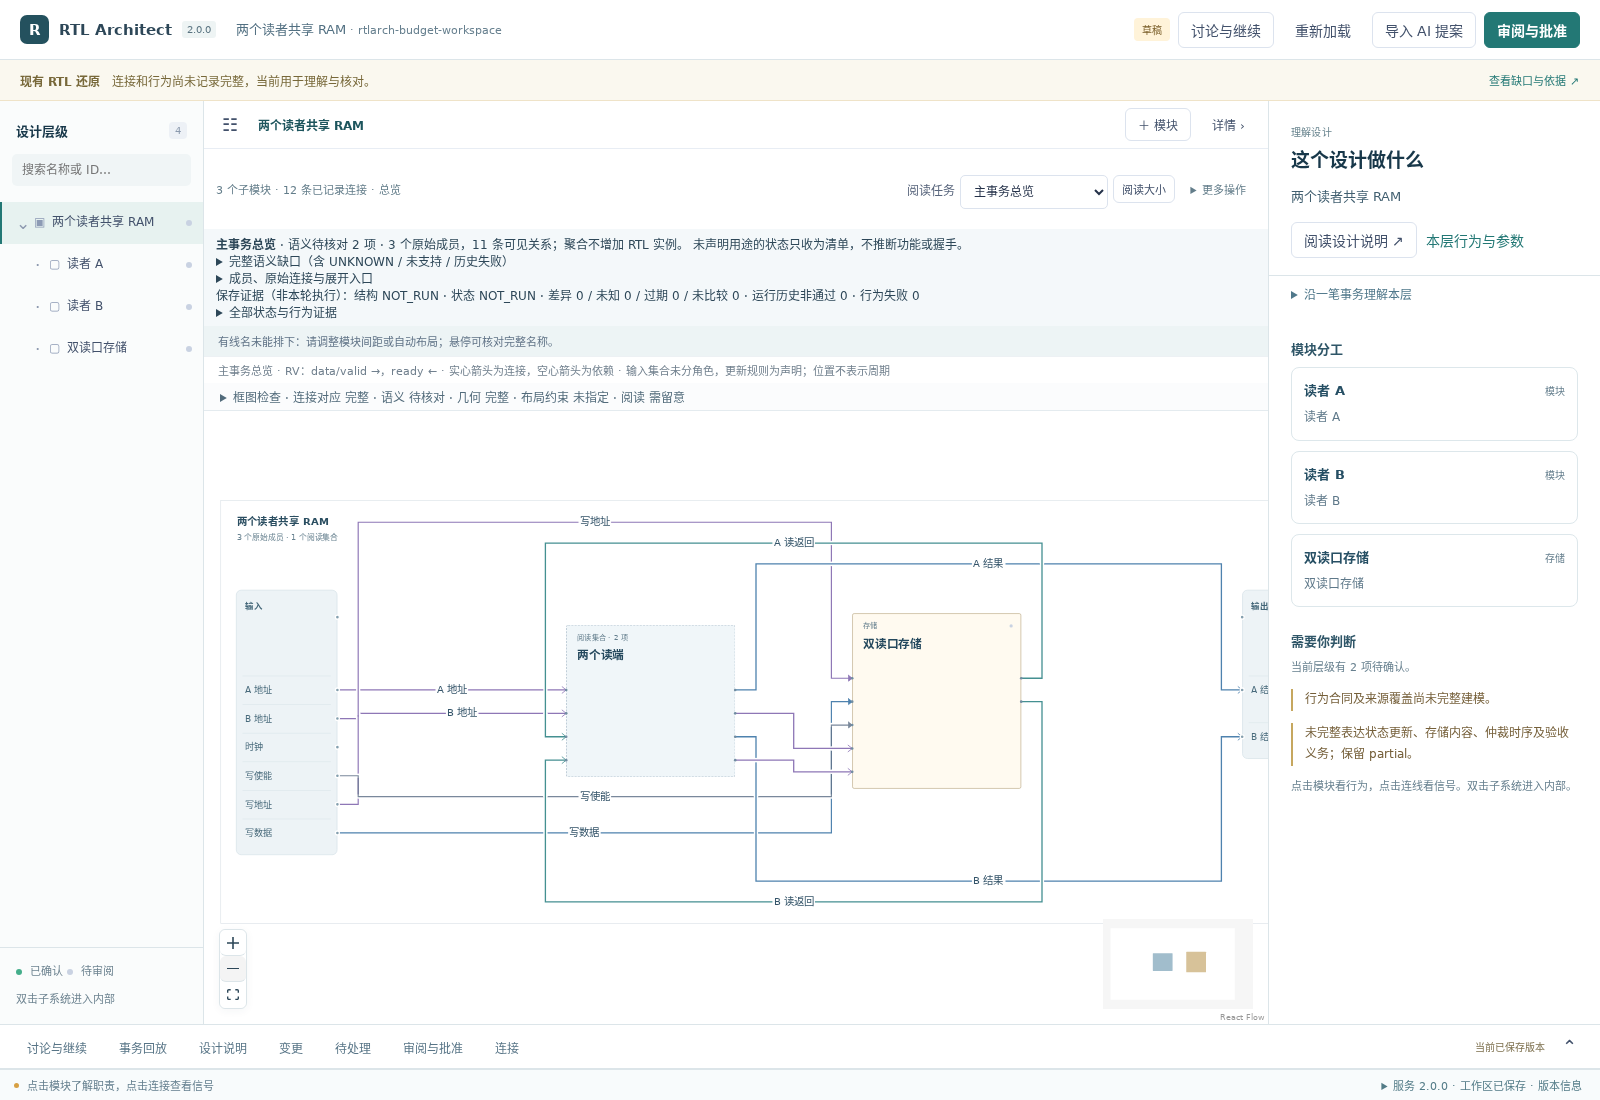 R RTL Architect 2.0.0 两个读者共享 RAM · rtlarch-budget-workspace 草稿 讨论与继续 重新加载 导入 AI 提案 审阅与批准
现有 RTL 还原 连接和行为尚未记录完整，当前用于理解与核对。 查看缺口与依据 ↗
设计层级 4
搜索名称或 ID...
两个读者共享 RAM
读者 A
读者 B
双读口存储
已确认 待审阅
双击子系统进入内部
两个读者共享 RAM
＋ 模块 详情 ›
3 个子模块 · 12 条已记录连接 · 总览
阅读任务 主事务总览 阅读大小 ▶ 更多操作
主事务总览 · 语义待核对 2 项 · 3 个原始成员，11 条可见关系；聚合不增加 RTL 实例。 未声明用途的状态只收为清单，不推断功能或握手。
▶ 完整语义缺口（含 UNKNOWN / 未支持 / 历史失败）
▶ 成员、原始连接与展开入口
保存证据（非本轮执行）：结构 NOT_RUN · 状态 NOT_RUN · 差异 0 / 未知 0 / 过期 0 / 未比较 0 · 运行历史非通过 0 · 行为失败 0
▶ 全部状态与行为证据
有线名未能排下：请调整模块间距或自动布局；悬停可核对完整名称。
主事务总览 · RV：data/valid →，ready ← · 实心箭头为连接，空心箭头为依赖 · 输入集合未分角色，更新规则为声明；位置不表示周期
▶ 框图检查 · 连接对应 完整 · 语义 待核对 · 几何 完整 · 布局约束 未指定 · 阅读 需留意
两个读者共享 RAM
3 个原始成员 · 1 个阅读集合
写地址
A 读返回
A 结果
输入
A 地址
B 地址
时钟
写使能
写地址
写数据
A 地址
B 地址
阅读集合 · 2 项
两个读端
存储
双读口存储
写使能
写数据
B 结果
B 读返回
输出
A 结
B 结
React Flow
理解设计
这个设计做什么
两个读者共享 RAM
阅读设计说明 ↗ 本层行为与参数
▶ 沿一笔事务理解本层
模块分工
读者 A 模块
读者 A
读者 B 模块
读者 B
双读口存储 存储
双读口存储
需要你判断
当前层级有 2 项待确认。
行为合同及来源覆盖尚未完整建模。
未完整表达状态更新、存储内容、仲裁时序及验收
义务；保留 partial。
点击模块看行为，点击连线看信号。双击子系统进入内部。
讨论与继续 事务回放 设计说明 变更 待处理 审阅与批准 连接 当前已保存版本
点击模块了解职责，点击连接查看信号 ▶ 服务 2.0.0 · 工作区已保存 · 版本信息